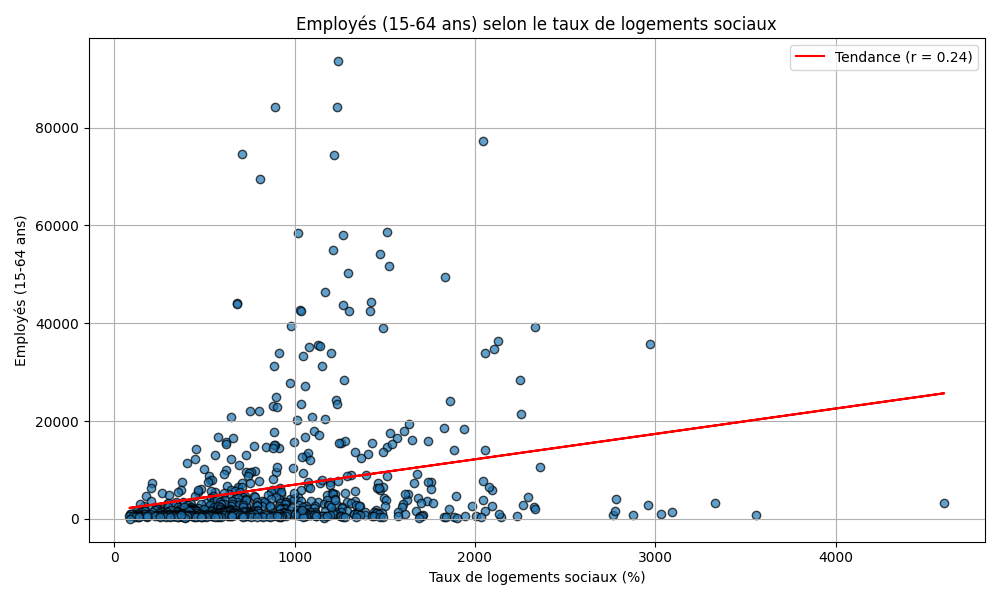 Employés (15-64 ans) selon le taux de logements sociaux
Tendance (r = 0.24)
Employés (15-64 ans)
80000
60000
40000
20000
0
0 1000 2000 3000 4000
Taux de logements sociaux (%)